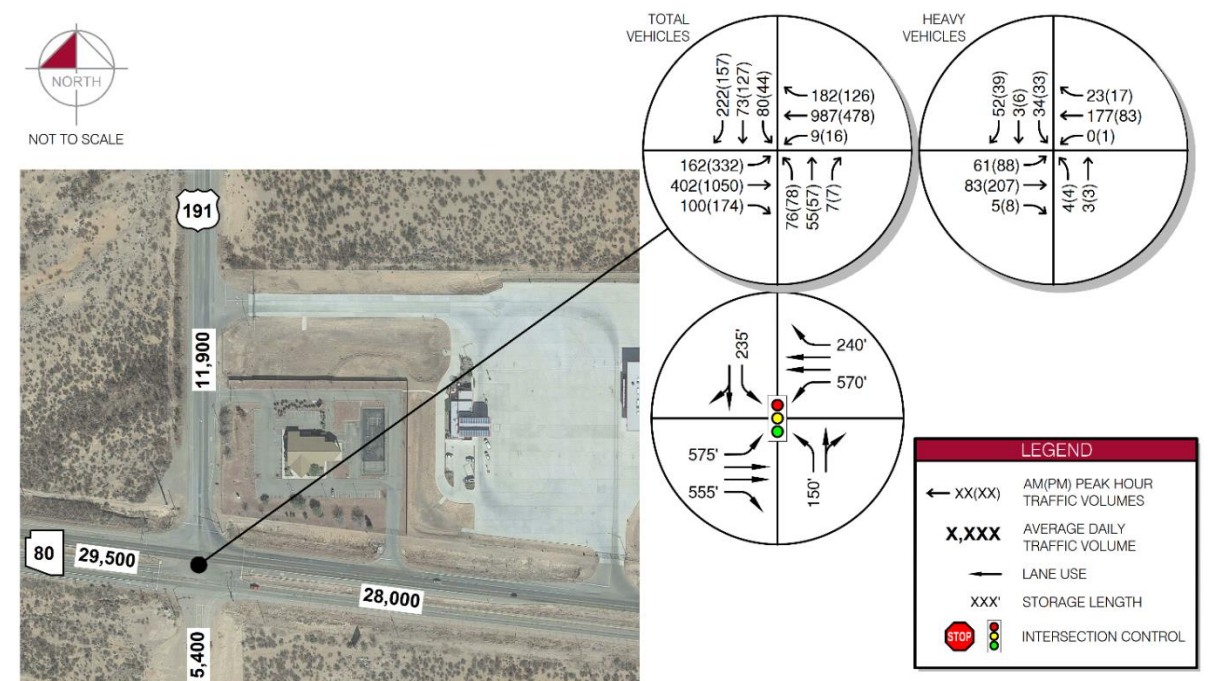 NORTH
NOT TO SCALE
TOTAL
VEHICLES
222(157)
73(127)
80(44)
182(126)
987(478)
9(16)
162(332)
402(1050)
100(174)
76(78)
55(57)
7(7)
HEAVY
VEHICLES
52(39)
3(6)
34(33)
23(17)
177(83)
0(1)
61(88)
83(207)
5(8)
4(4)
3(3)
191
11,900
80
29,500
28,000
5,400
235'
240'
570'
575'
555'
150'
LEGEND
XX(XX) AM(PM) PEAK HOUR
TRAFFIC VOLUMES
X,XXX AVERAGE DAILY
TRAFFIC VOLUME
LANE USE
XXX' STORAGE LENGTH
STOP INTERSECTION CONTROL